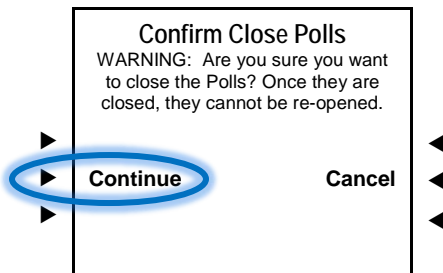 Confirm Close Polls
WARNING: Are you sure you want
to close the Polls? Once they are
closed, they cannot be re-opened.
Continue Cancel